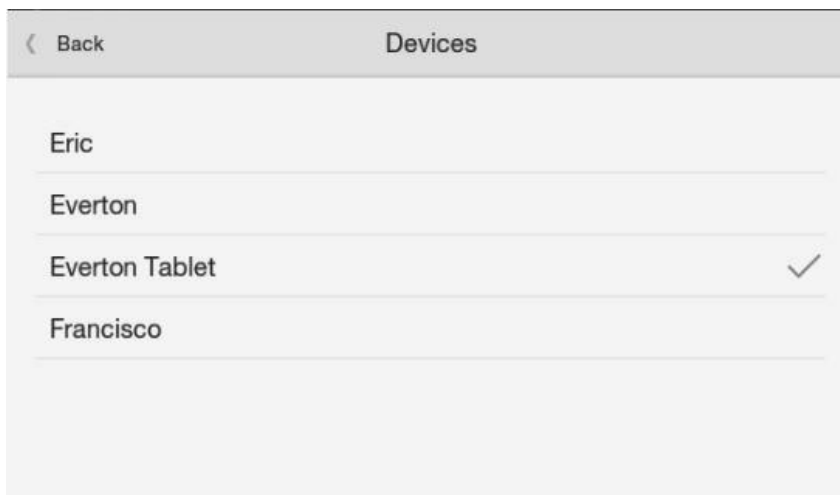 Back
Devices
Eric
Everton
Everton Tablet
Francisco